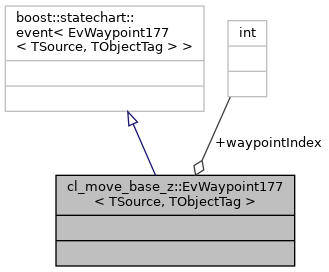 boost::statechart::
event< EvWaypoint177
< TSource, TObjectTag > >
int
+waypointIndex
cl_move_base_z::EvWaypoint177
< TSource, TObjectTag >